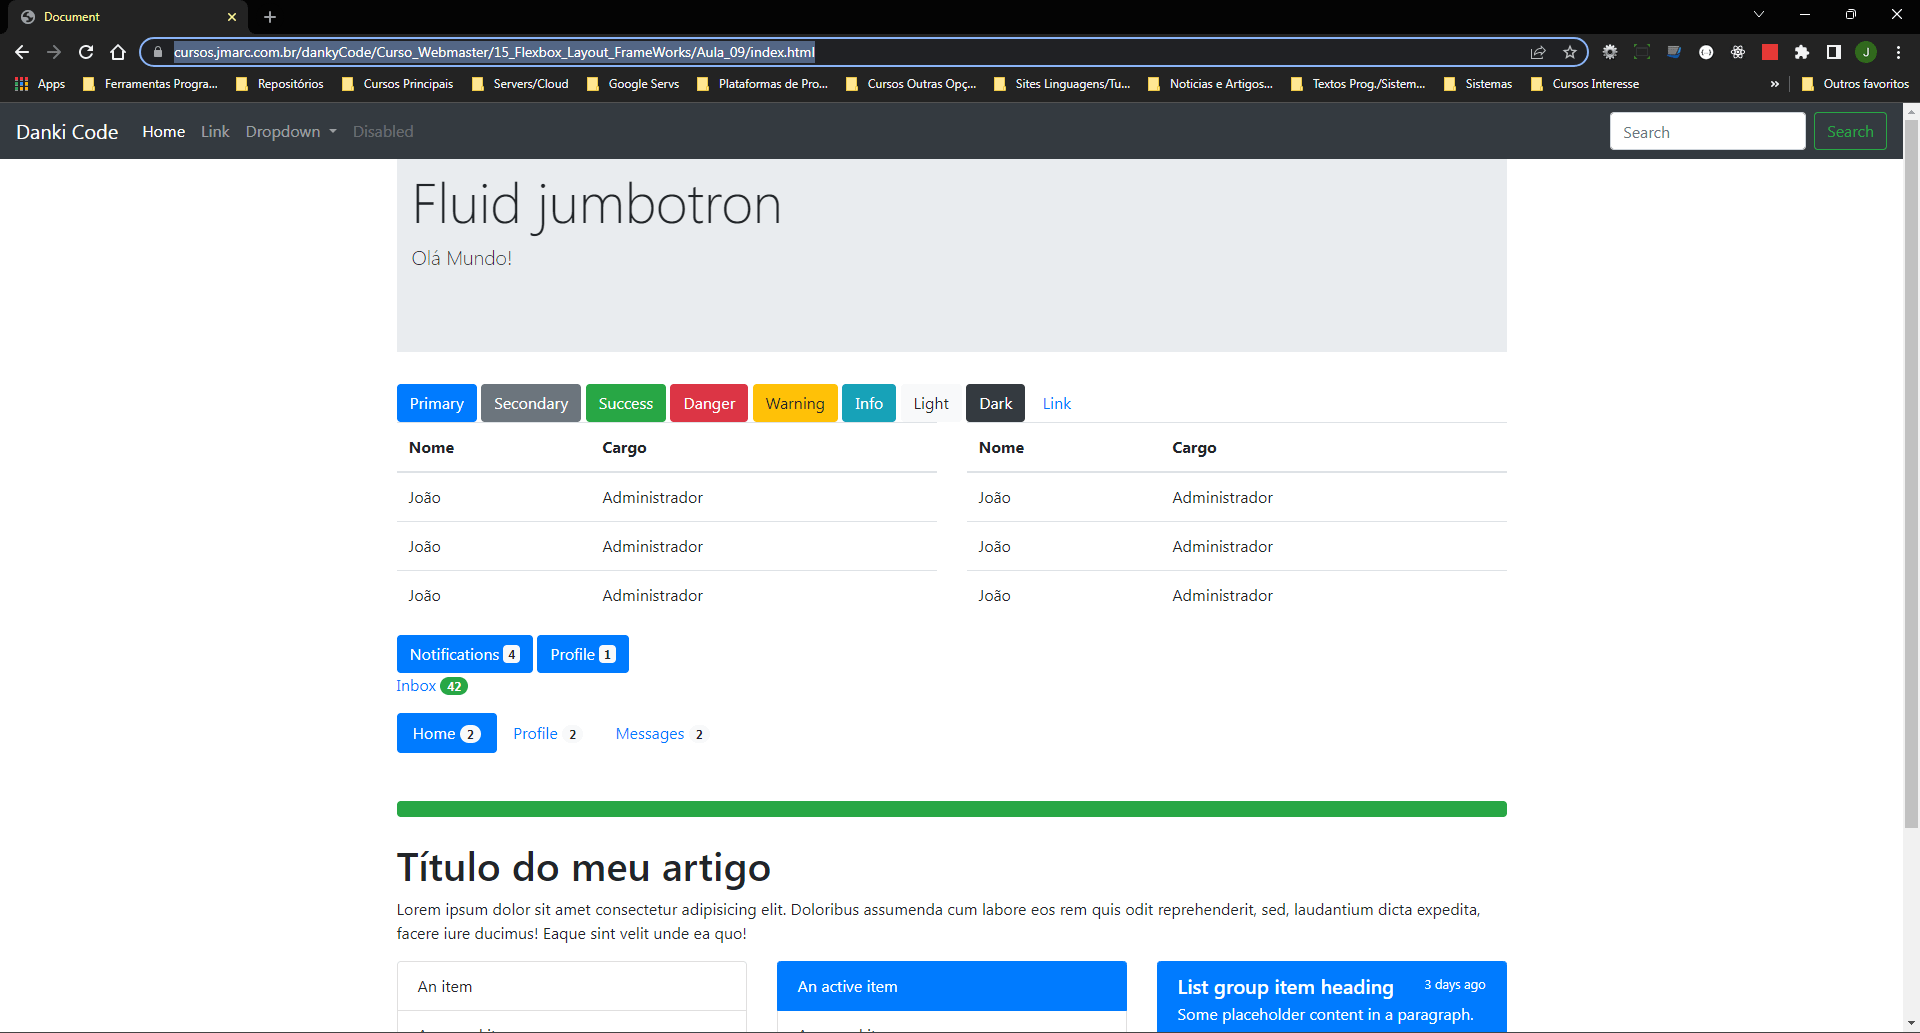 Document
cursos.jmarc.com.br/dankyCode/Curso_Webmaster/15_Flexbox_Layout_FrameWorks/Aula_09/index.html
J
Apps Ferramentas Progra... Repositórios Cursos Principais Servers/Cloud Google Servs Plataformas de Pro... Cursos Outras Opç... Sites Linguagens/Tu... Noticias e Artigos... Textos Prog./Sistem... Sistemas Cursos Interesse » Outros favoritos
Danki Code Home Link Dropdown Disabled Search Search
Fluid jumbotron
Olá Mundo!
Primary Secondary Success Danger Warning Info Light Dark Link
Nome Cargo Nome Cargo
João Administrador João Administrador
João Administrador João Administrador
João Administrador João Administrador
Notifications 4 Profile 1
Inbox 42
Home 2 Profile 2 Messages 2
Título do meu artigo
Lorem ipsum dolor sit amet consectetur adipisicing elit. Doloribus assumenda cum labore eos rem quis odit reprehenderit, sed, laudantium dicta expedita,
facere iure ducimus! Eaque sint velit unde ea quo!
An item An active item List group item heading 3 days ago
Some placeholder content in a paragraph.